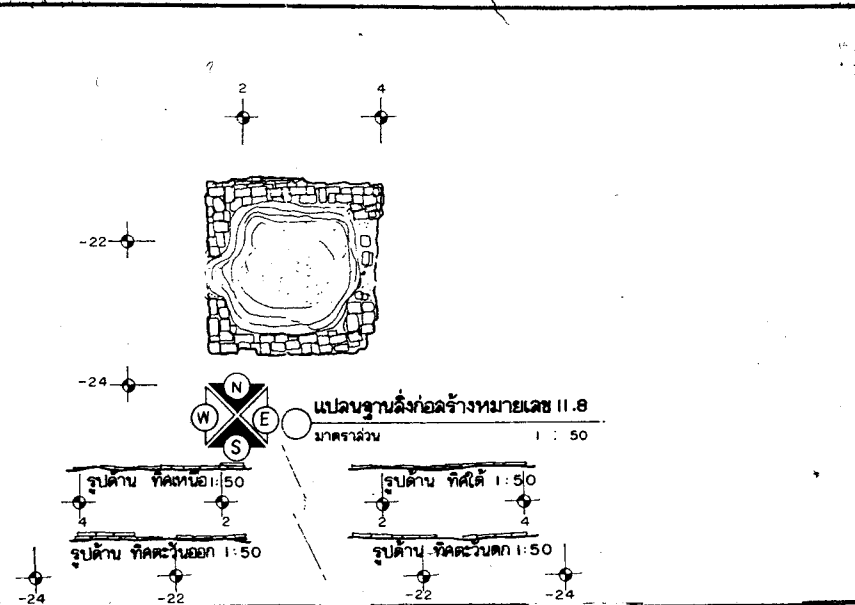 2 4
-22
-24
N
W E
S
แปลนฐานสิ่งก่อสร้างหมายเลข II.8
มาตราส่วน 1 : 50
รูปด้าน ทิศเหนือ 1:50 รูปด้าน ทิศใต้ 1:50
4 2 2 4
รูปด้าน ทิศตะวันออก 1:50 รูปด้าน ทิศตะวันตก 1:50
-24 -22 -22 -24